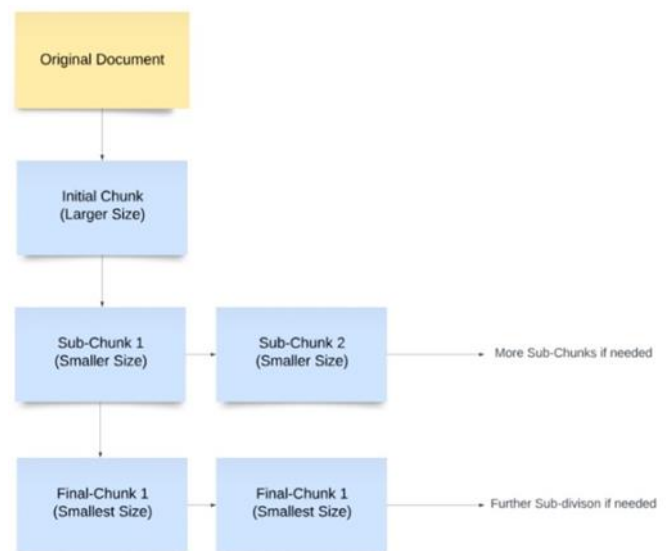 Original Document
Initial Chunk
(Larger Size)
Sub-Chunk 1
(Smaller Size)
Sub-Chunk 2
(Smaller Size)
More Sub-Chunks if needed
Final-Chunk 1
(Smallest Size)
Final-Chunk 1
(Smallest Size)
Further Sub-divison if needed